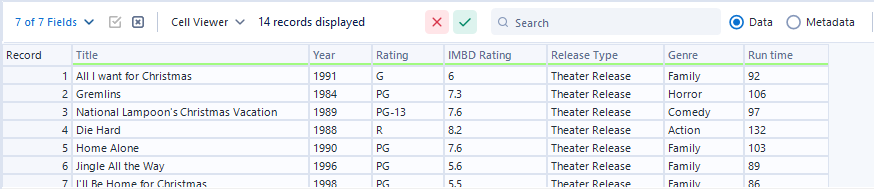 7 of 7 Fields Cell Viewer 14 records displayed Search Data Metadata
Record Title Year Rating IMBD Rating Release Type Genre Run time
1 All I want for Christmas 1991 G 6 Theater Release Family 92
2 Gremlins 1984 PG 7.3 Theater Release Horror 106
3 National Lampoon's Christmas Vacation 1989 PG-13 7.6 Theater Release Comedy 97
4 Die Hard 1988 R 8.2 Theater Release Action 132
5 Home Alone 1990 PG 7.6 Theater Release Family 103
6 Jingle All the Way 1996 PG 5.6 Theater Release Family 89
7 I'll Be Home for Christmas 1998 PG 5.5 Theater Release Family 86